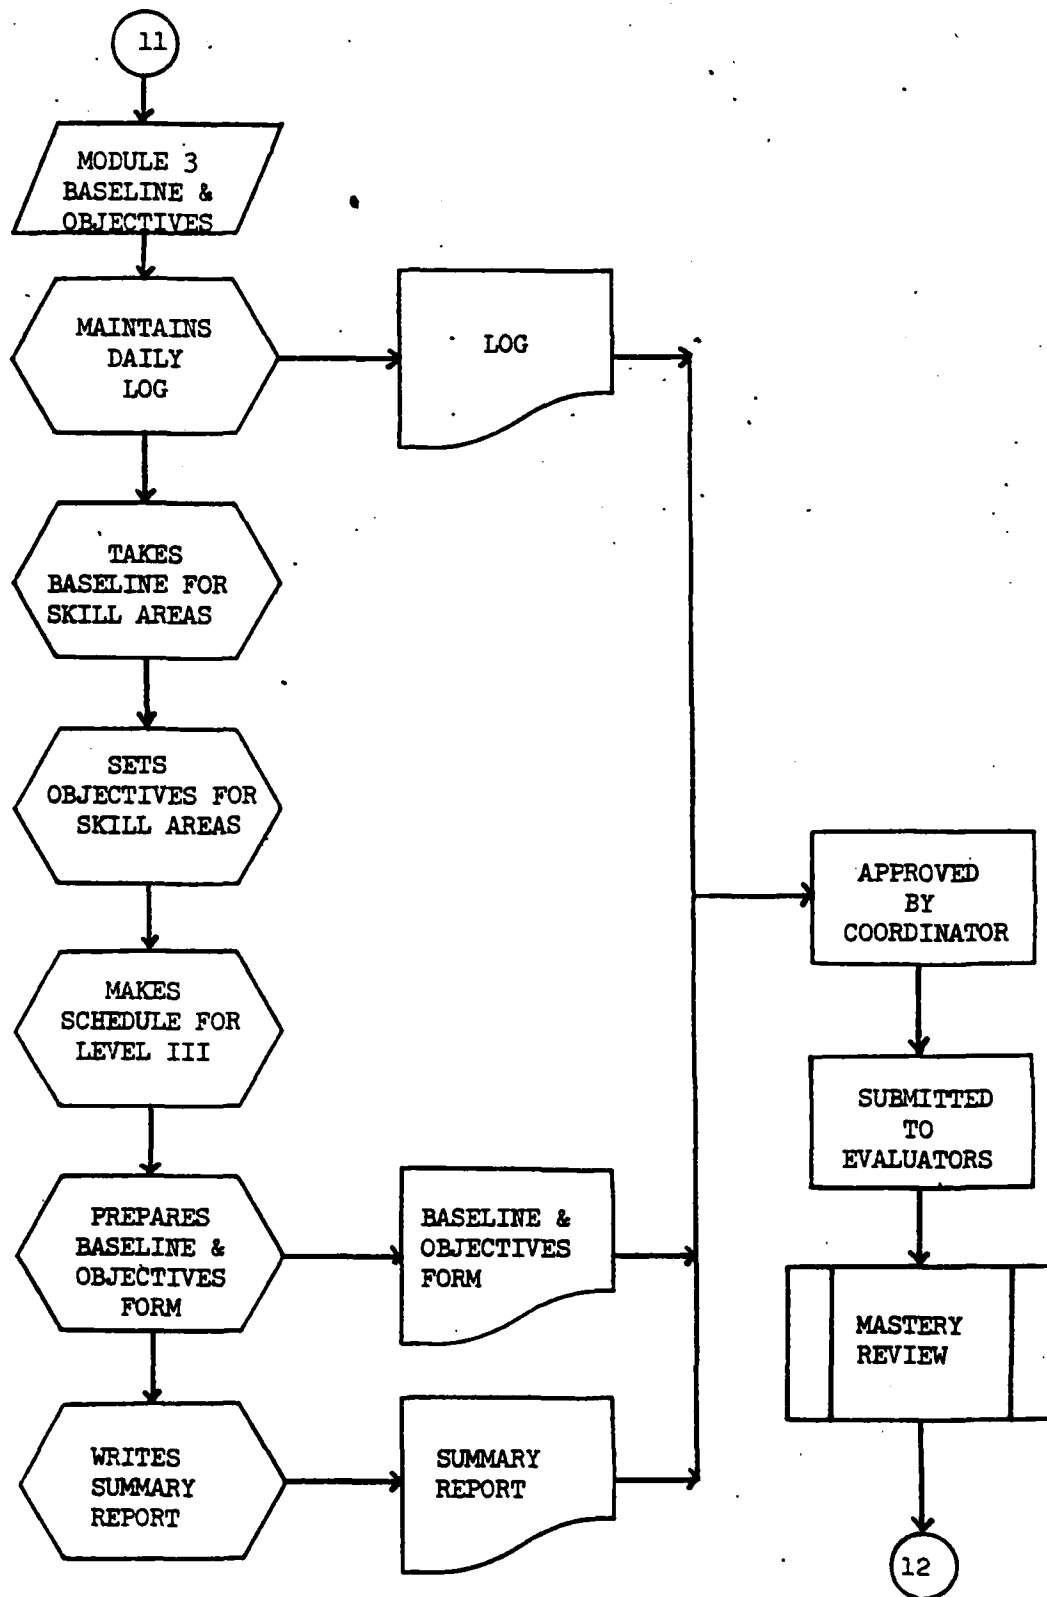 11
MODULE 3
BASELINE &
OBJECTIVES
MAINTAINS
DAILY
LOG
LOG
TAKES
BASELINE FOR
SKILL AREAS
SETS
OBJECTIVES FOR
SKILL AREAS
MAKES
SCHEDULE FOR
LEVEL III
PREPARES
BASELINE &
OBJECTIVES
FORM
BASELINE &
OBJECTIVES
FORM
WRITES
SUMMARY
REPORT
SUMMARY
REPORT
APPROVED
BY
COORDINATOR
SUBMITTED
TO
EVALUATORS
MASTERY
REVIEW
12